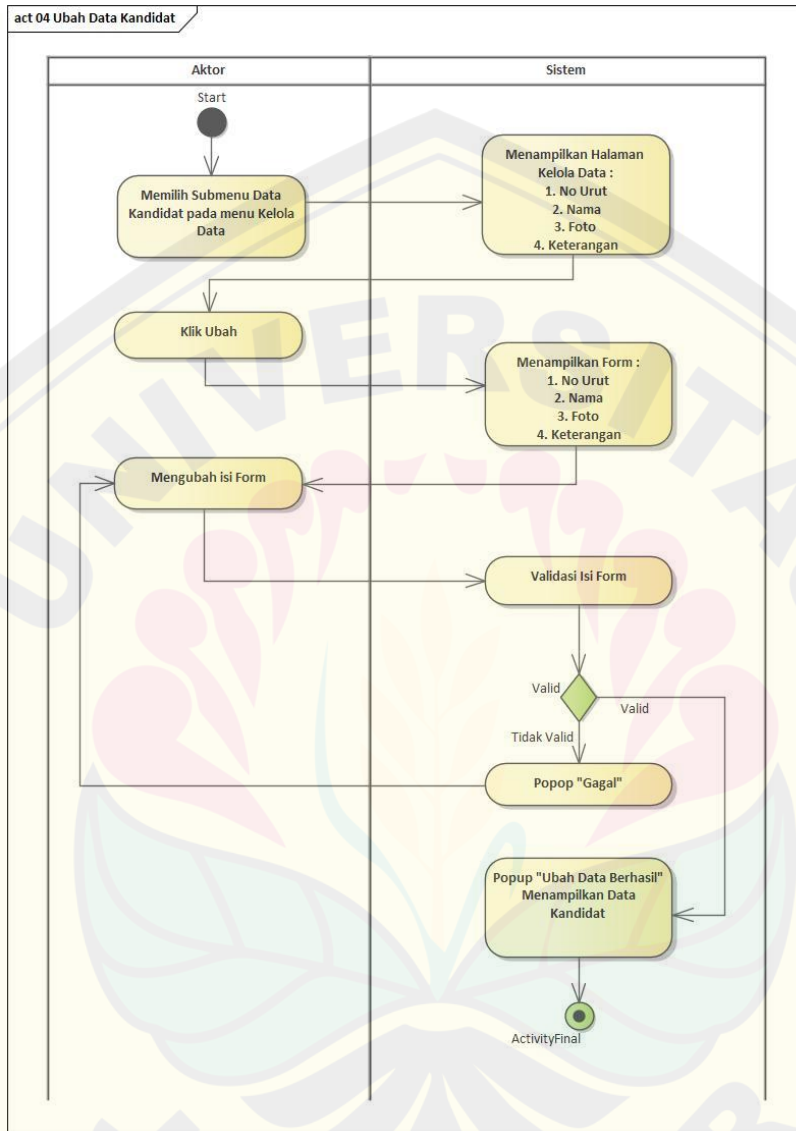 act 04 Ubah Data Kandidat
Aktor
Sistem
Start
Memilih Submenu Data
Kandidat pada menu Kelola
Data
Menampilkan Halaman
Kelola Data :
1. No Urut
2. Nama
3. Foto
4. Keterangan
Klik Ubah
Menampilkan Form :
1. No Urut
2. Nama
3. Foto
4. Keterangan
Mengubah isi Form
Validasi Isi Form
Valid
Valid
Tidak Valid
Popop "Gagal"
Popup "Ubah Data Berhasil"
Menampilkan Data
Kandidat
ActivityFinal
UNIVERSITAS